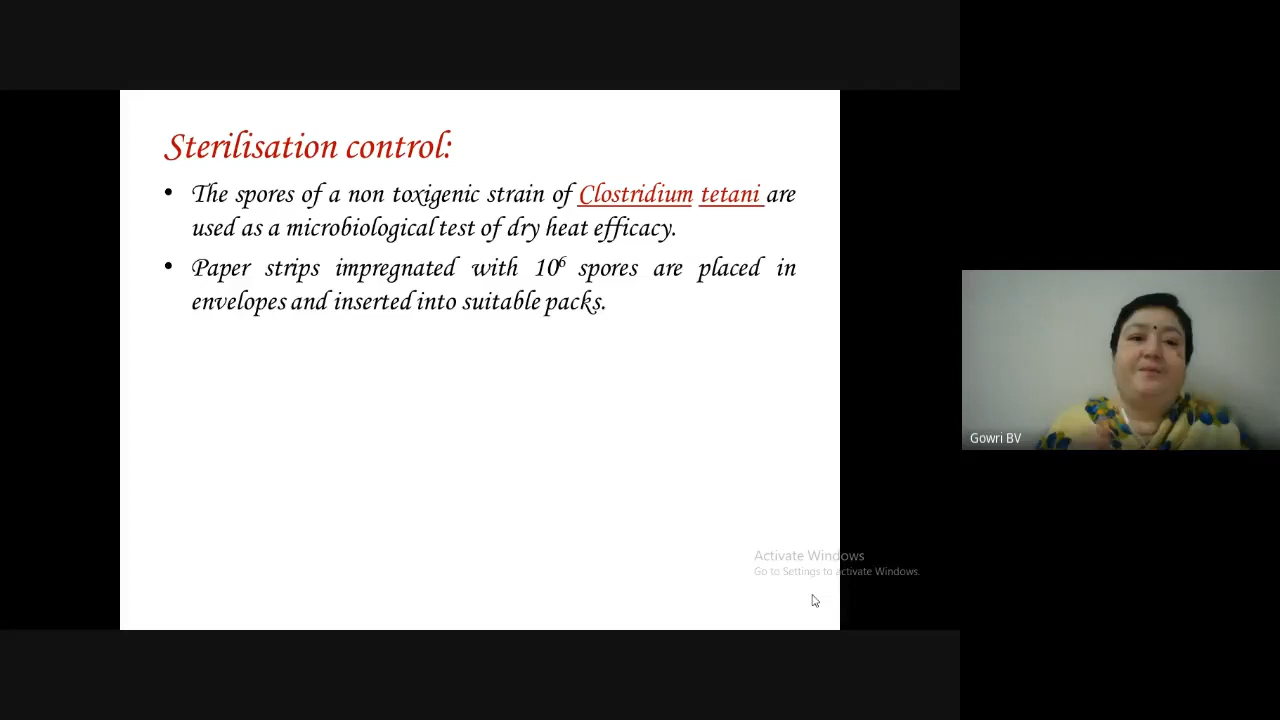 Sterilisation control:
• The spores of a non toxigenic strain of Clostridium tetani are
used as a microbiological test of dry heat efficacy.
• Paper strips impregnated with 10⁶ spores are placed in
envelopes and inserted into suitable packs.
Gowri BV
Activate Windows
Go to Settings to activate Windows.